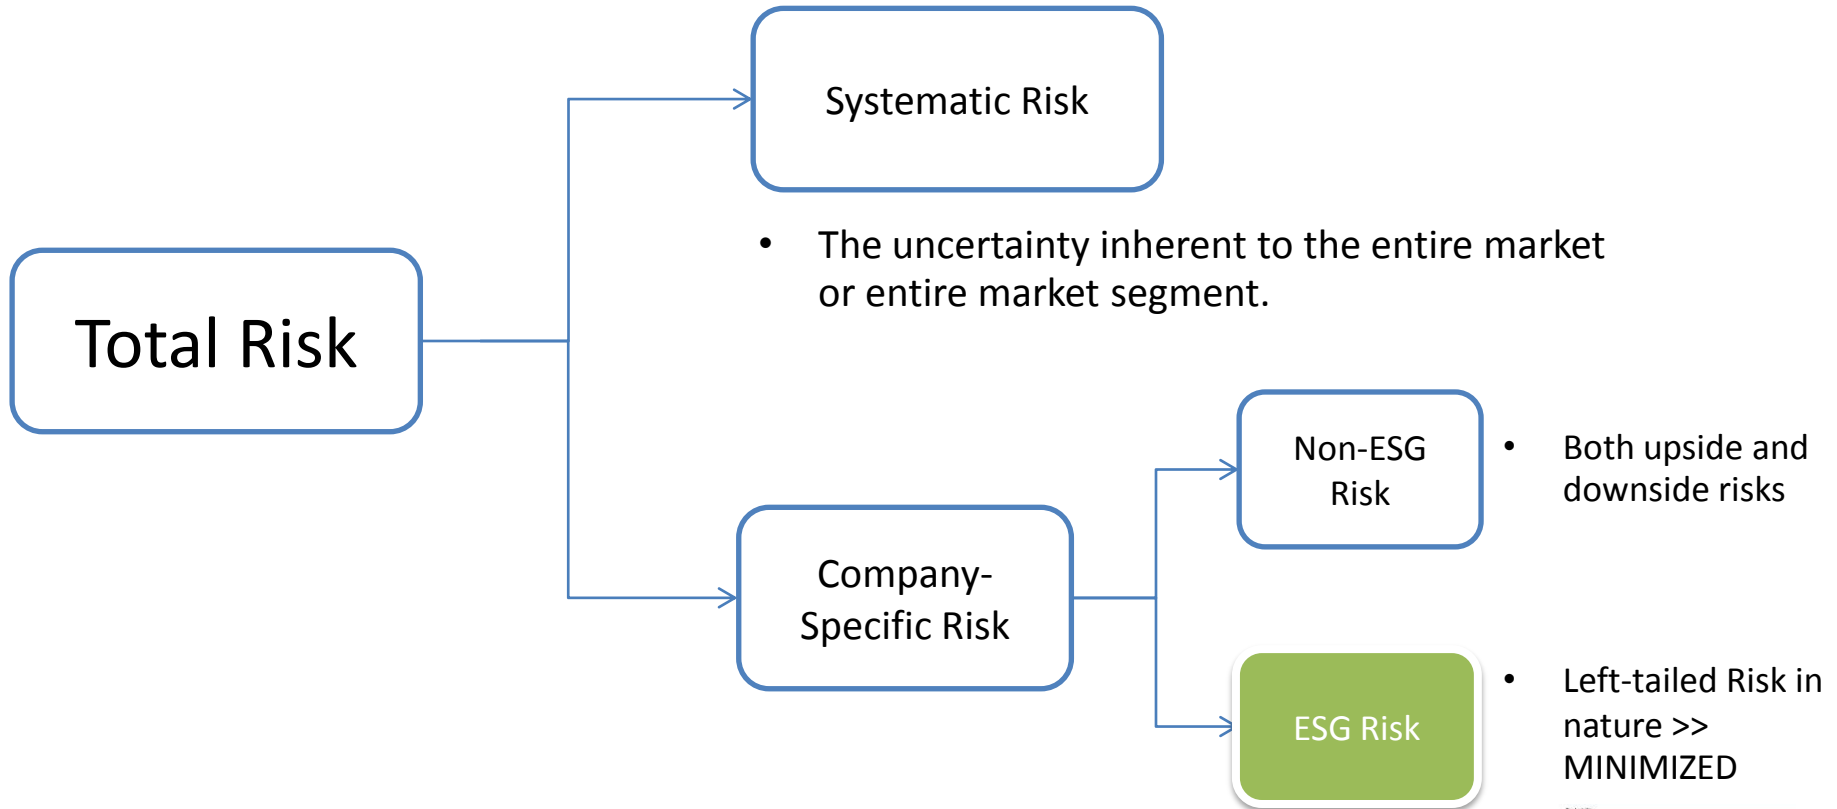 Systematic Risk
• The uncertainty inherent to the entire market
or entire market segment.
Total Risk
Non-ESG
Risk
• Both upside and
downside risks
Company-
Specific Risk
ESG Risk
• Left-tailed Risk in
nature >>
MINIMIZED